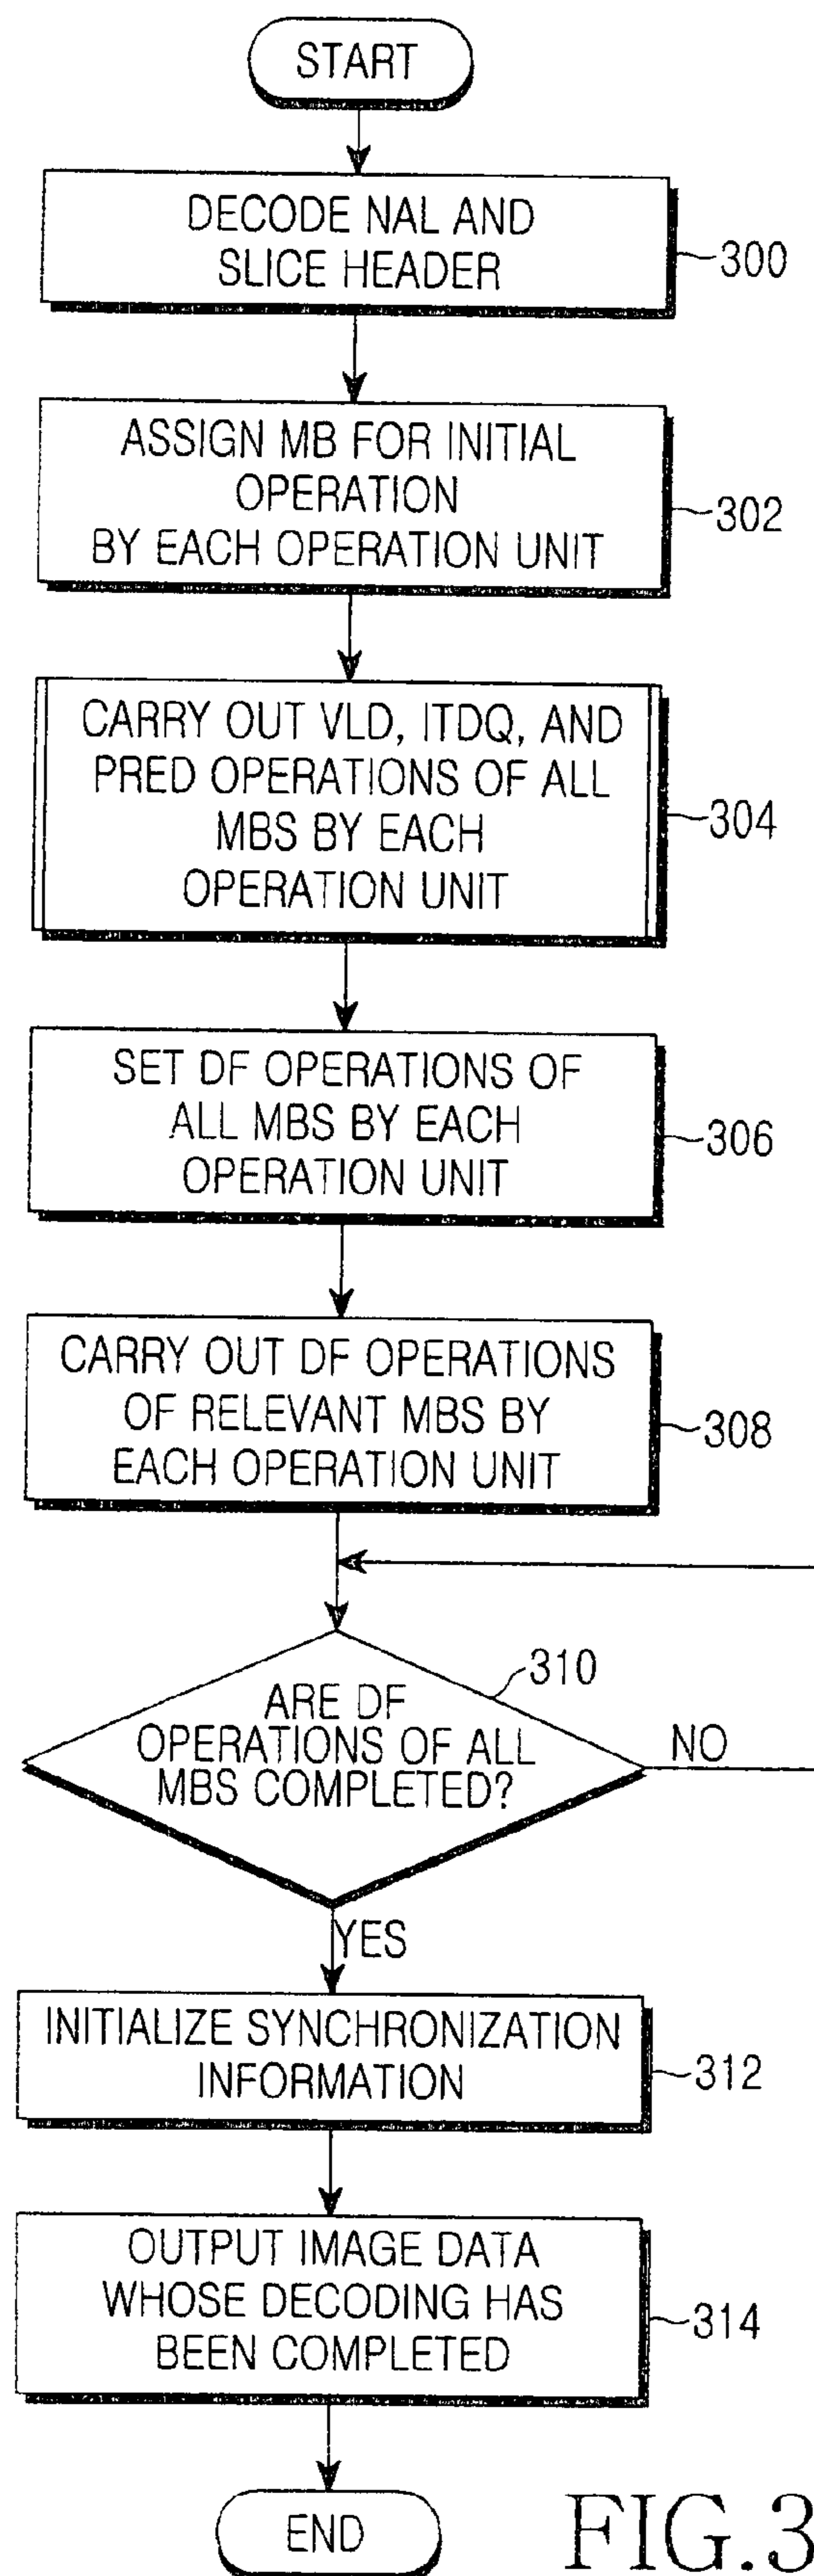 START
DECODE NAL AND
SLICE HEADER
300
ASSIGN MB FOR INITIAL
OPERATION
BY EACH OPERATION UNIT
302
CARRY OUT VLD, ITDQ, AND
PRED OPERATIONS OF ALL
MBS BY EACH
OPERATION UNIT
304
SET DF OPERATIONS OF
ALL MBS BY EACH
OPERATION UNIT
306
CARRY OUT DF OPERATIONS
OF RELEVANT MBS BY
EACH OPERATION UNIT
308
310
ARE DF
OPERATIONS OF ALL
MBS COMPLETED?
NO
YES
INITIALIZE SYNCHRONIZATION
INFORMATION
312
OUTPUT IMAGE DATA
WHOSE DECODING HAS
BEEN COMPLETED
314
END
FIG.3